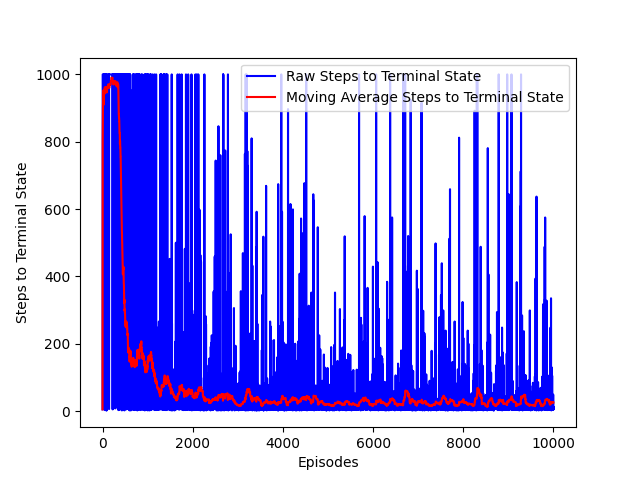 Raw Steps to Terminal State
Moving Average Steps to Terminal State
1000
800
600
400
200
0
Steps to Terminal State
0 2000 4000 6000 8000 10000
Episodes